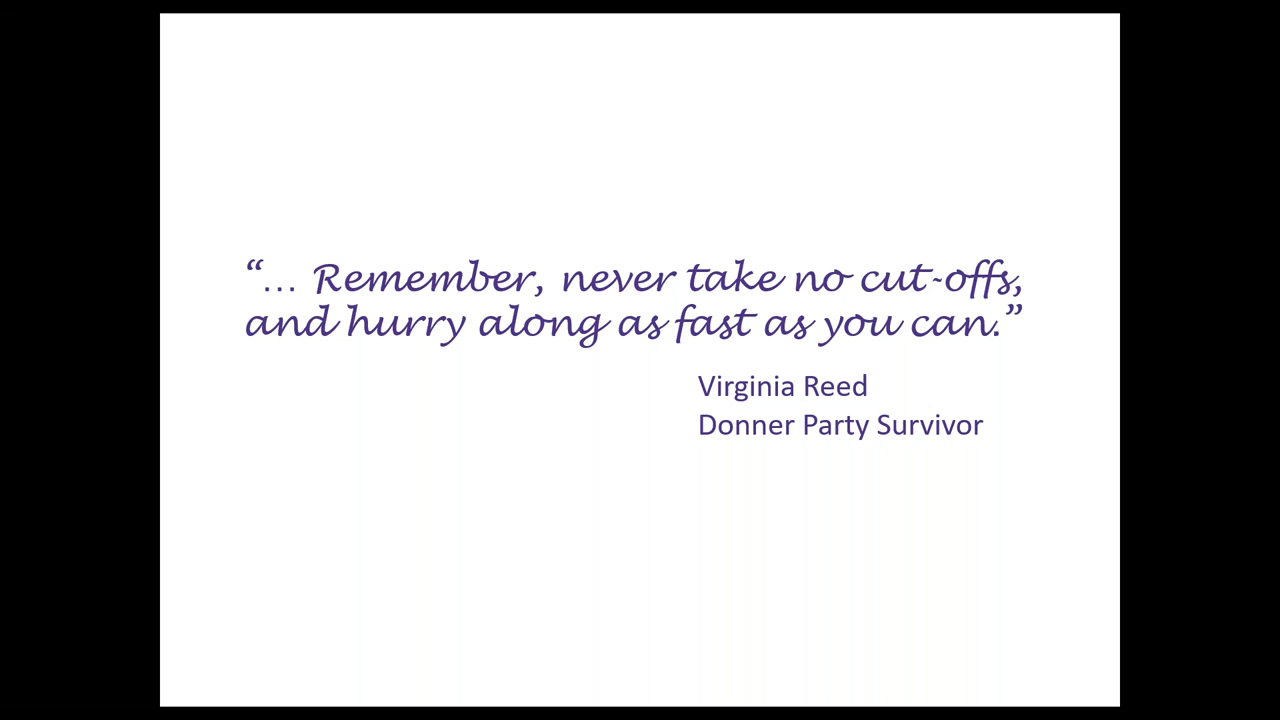 “… Remember, never take no cut-offs,
and hurry along as fast as you can.”
Virginia Reed
Donner Party Survivor